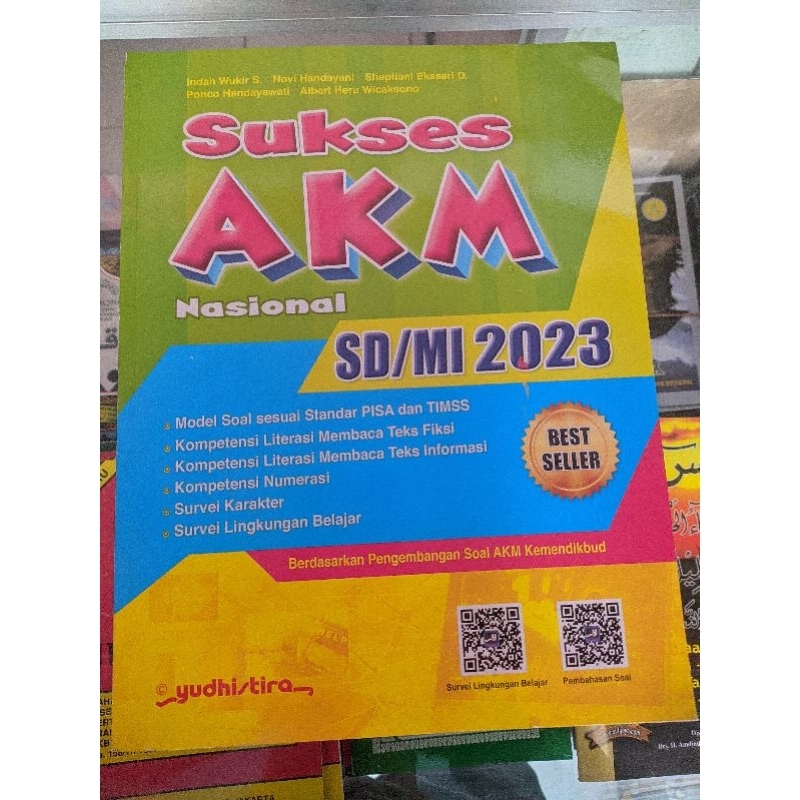 Indah Wukir S. · Novi Handayani · Sheptiani Eksasri D.
Ponco Handayawati · Albert Heru Wicaksono
Sukses
AKM
Nasional
SD/MI 2023
Model Soal sesuai Standar PISA dan TIMSS
Kompetensi Literasi Membaca Teks Fiksi
Kompetensi Literasi Membaca Teks Informasi
Kompetensi Numerasi
Survei Karakter
Survei Lingkungan Belajar
BEST
SELLER
Berdasarkan Pengembangan Soal AKM Kemendikbud
Survei Lingkungan Belajar
Pembahasan Soal
© yudhistira